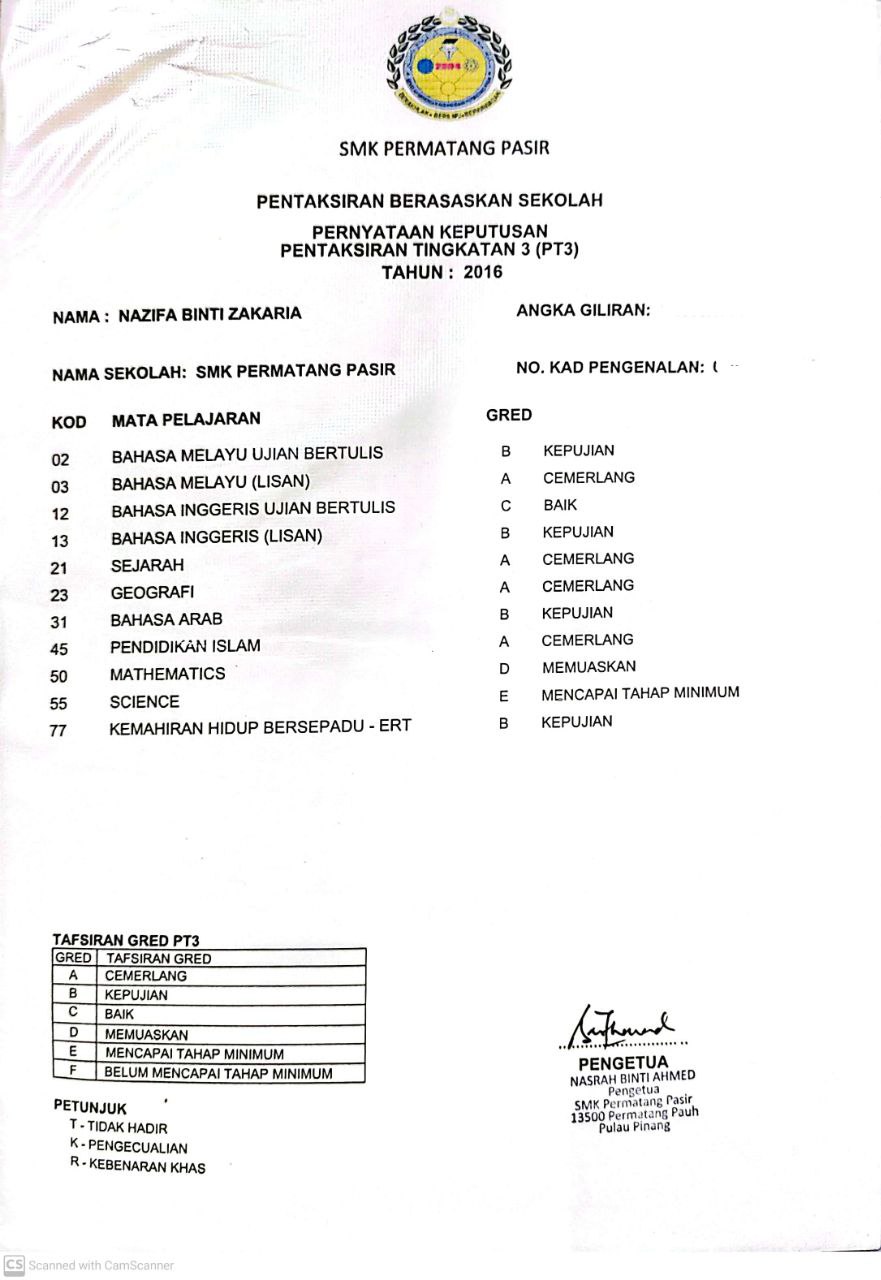 2004
SMK PERMATANG PASIR
PENTAKSIRAN BERASASKAN SEKOLAH
PERNYATAAN KEPUTUSAN
PENTAKSIRAN TINGKATAN 3 (PT3)
TAHUN : 2016
NAMA : NAZIFA BINTI ZAKARIA ANGKA GILIRAN:
NAMA SEKOLAH: SMK PERMATANG PASIR NO. KAD PENGENALAN:
KOD MATA PELAJARAN GRED
02 BAHASA MELAYU UJIAN BERTULIS B KEPUJIAN
03 BAHASA MELAYU (LISAN) A CEMERLANG
12 BAHASA INGGERIS UJIAN BERTULIS C BAIK
13 BAHASA INGGERIS (LISAN) B KEPUJIAN
21 SEJARAH A CEMERLANG
23 GEOGRAFI A CEMERLANG
31 BAHASA ARAB B KEPUJIAN
45 PENDIDIKAN ISLAM A CEMERLANG
50 MATHEMATICS D MEMUASKAN
55 SCIENCE E MENCAPAI TAHAP MINIMUM
77 KEMAHIRAN HIDUP BERSEPADU - ERT B KEPUJIAN
TAFSIRAN GRED PT3
GRED TAFSIRAN GRED
A CEMERLANG
B KEPUJIAN
C BAIK
D MEMUASKAN
E MENCAPAI TAHAP MINIMUM
F BELUM MENCAPAI TAHAP MINIMUM
PETUNJUK
T - TIDAK HADIR
K - PENGECUALIAN
R - KEBENARAN KHAS
PENGETUA
NASRAH BINTI AHMED
Pengetua
SMK Permatang Pasir
13500 Permatang Pauh
Pulau Pinang
CS Scanned with CamScanner